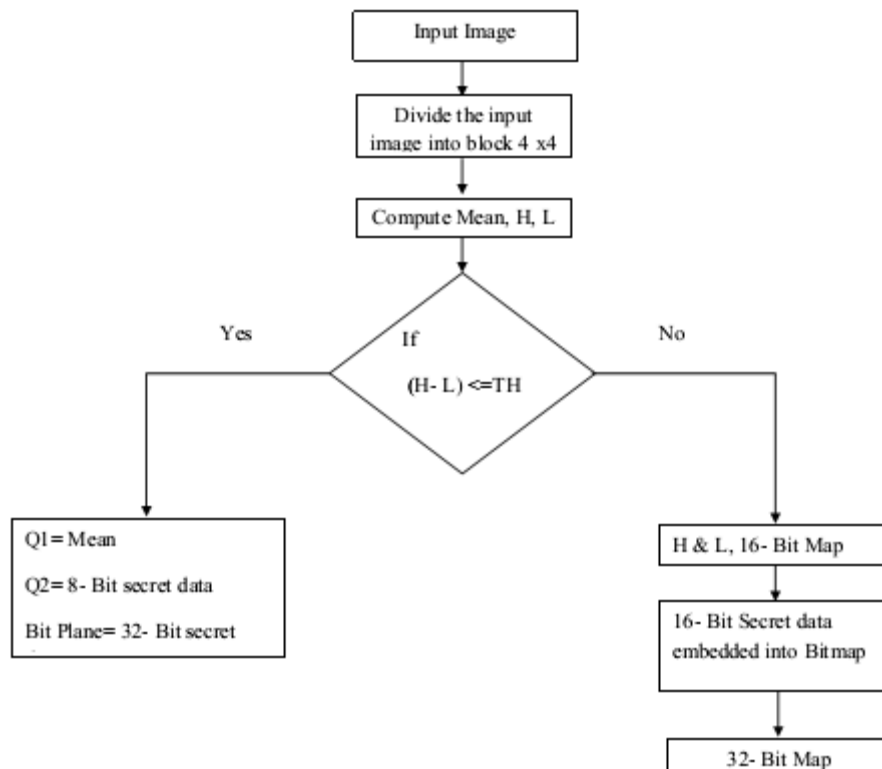 Input Image
Divide the input
image into block 4 x4
Compute Mean, H, L
Yes
No
If
(H- L) <=TH
Q1= Mean
Q2= 8- Bit secret data
Bit Plane= 32- Bit secret
H & L, 16- Bit Map
16- Bit Secret data
embedded into Bitmap
32- Bit Map